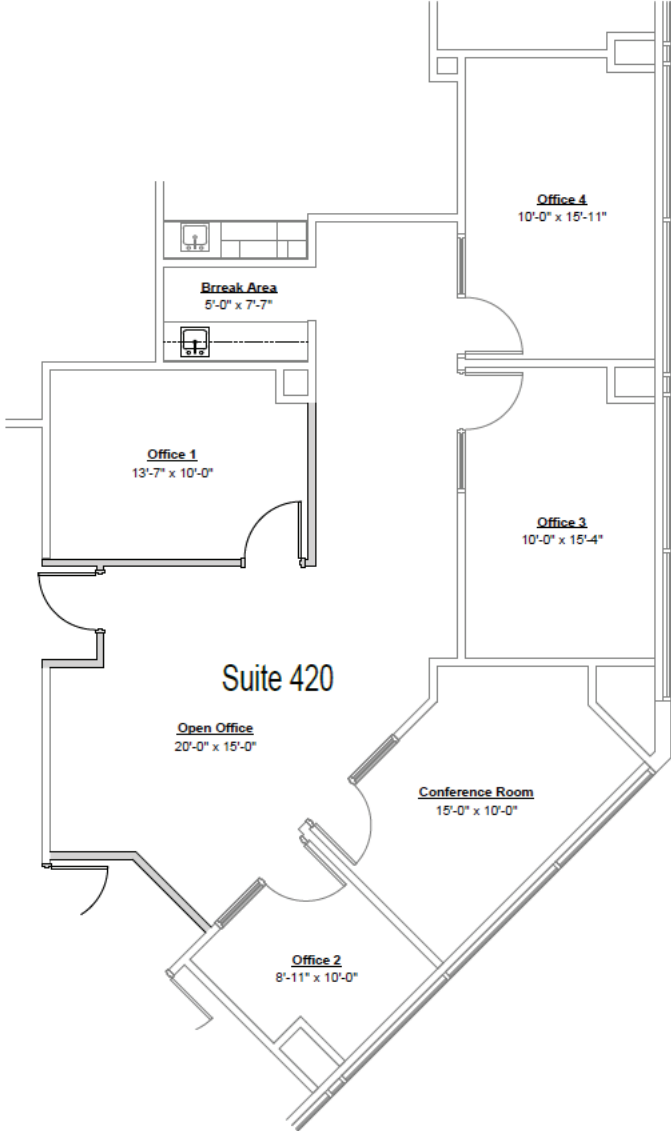 Office 4
10'-0" x 15'-11"
Brreak Area
5'-0" x 7'-7"
Office 1
13'-7" x 10'-0"
Office 3
10'-0" x 15'-4"
Suite 420
Open Office
20'-0" x 15'-0"
Conference Room
15'-0" x 10'-0"
Office 2
8'-11" x 10'-0"